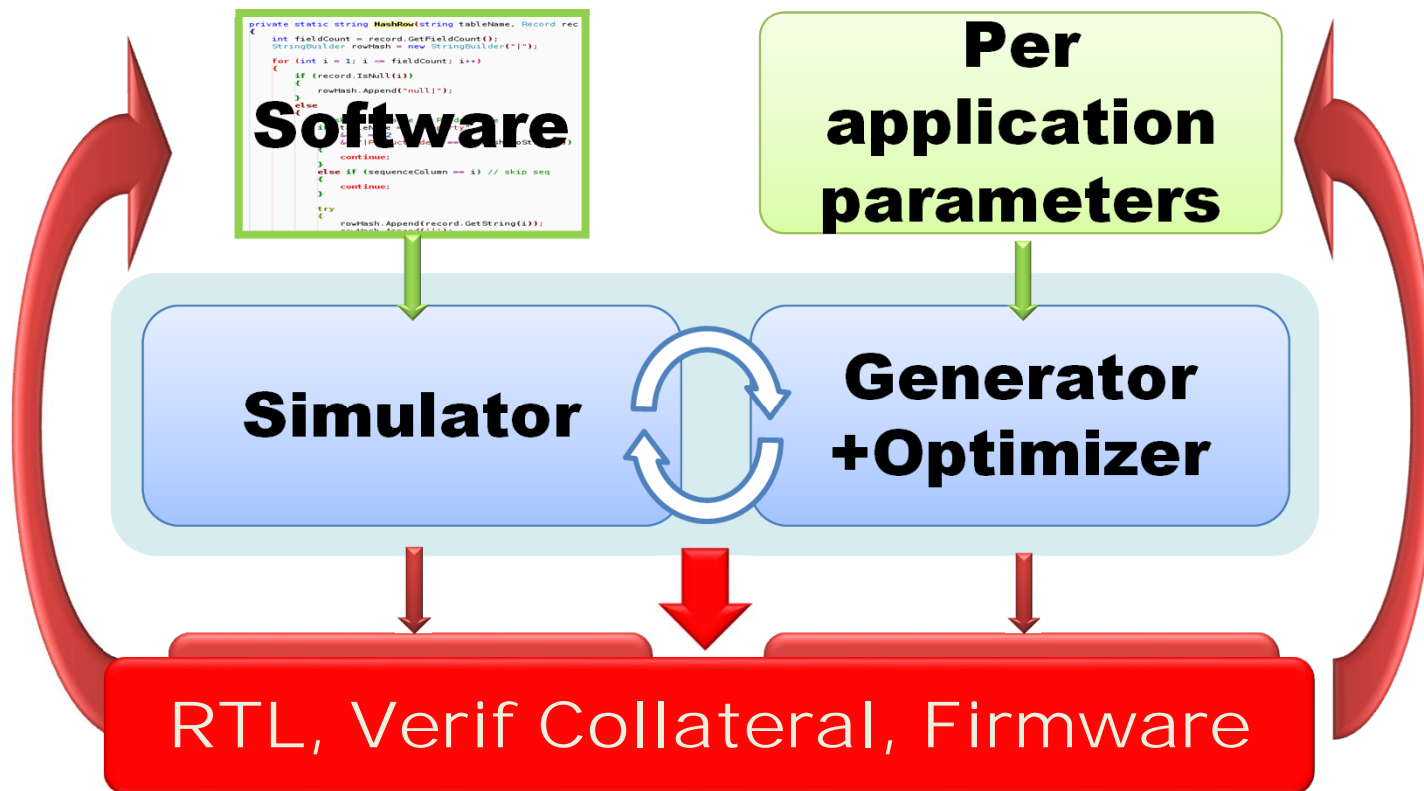 private static string HashRow(string tableName, Record rec
{
int fieldCount = record.GetFieldCount();
StringBuilder rowHash = new StringBuilder("|");
for (int i = 1; i <= fieldCount; i++)
{
if (record.IsNull(i))
{
rowHash.Append("null|");
}
else
{
continue;
}
else if (sequenceColumn == i) // skip seq
{
continue;
}
try
{
rowHash.Append(record.GetString(i));
Software
Per
application
parameters
Simulator
Generator
+Optimizer
RTL, Verif Collateral, Firmware